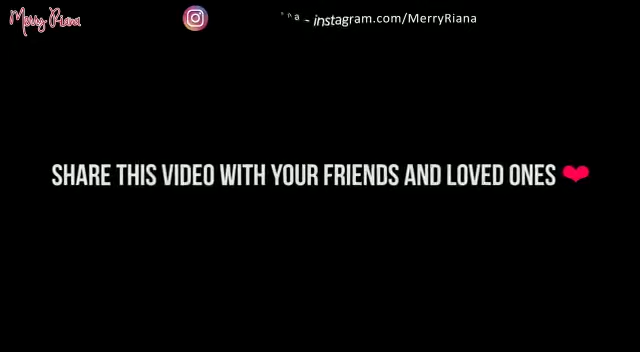 Merry Riana
- instagram.com/MerryRiana
SHARE THIS VIDEO WITH YOUR FRIENDS AND LOVED ONES ❤